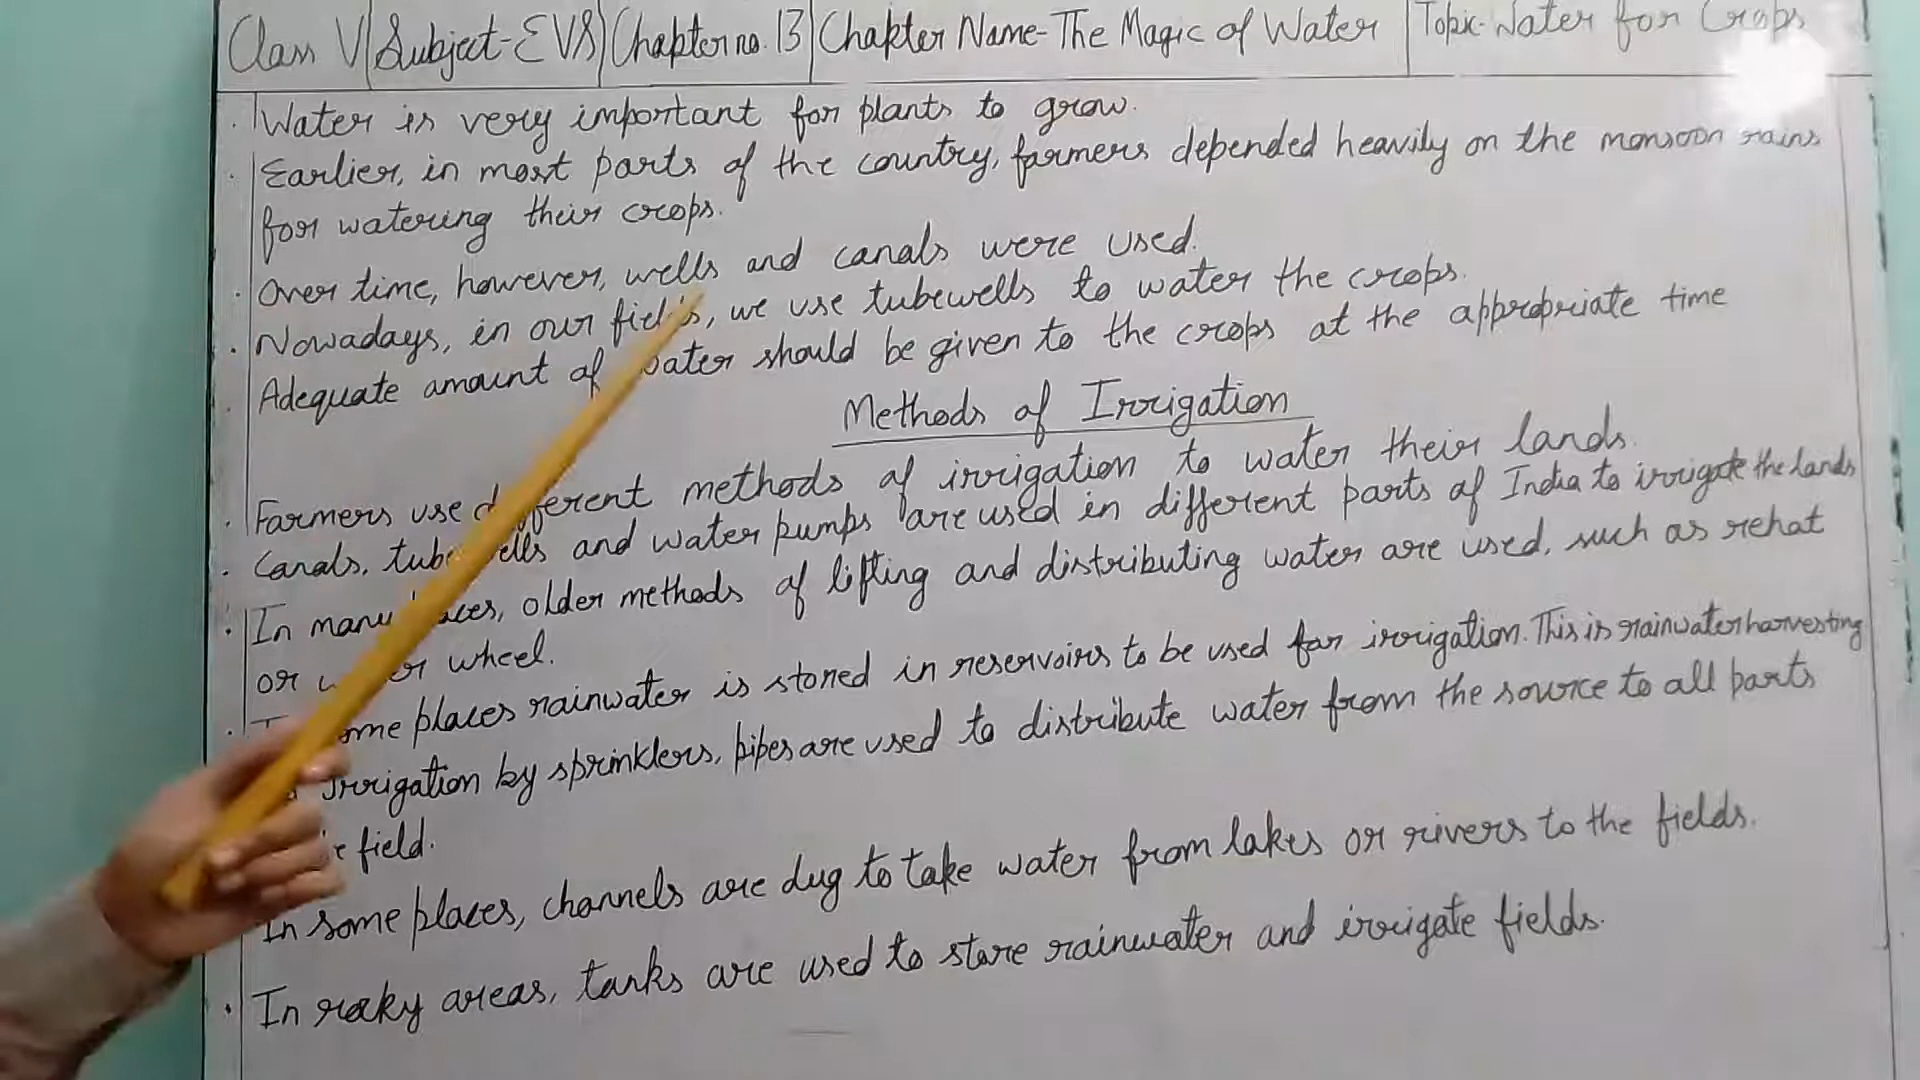 Class V | Subject-EVS | Chapter no. 13 | Chapter Name- The Magic of Water | Topic-Water for Crops
. Water is very important for plants to grow.
. Earlier, in most parts of the country, farmers depended heavily on the monsoon rains
for watering their crops.
. Over time, however, wells and canals were used.
. Nowadays, in our fields, we use tubewells to water the crops.
. Adequate amount of water should be given to the crops at the appropriate time
Methods of Irrigation
. Farmers use different methods of irrigation to water their lands.
. Canals, tubewells and water pumps are used in different parts of India to irrigate the lands
. In many places, older methods of lifting and distributing water are used, such as rehat
or water wheel.
. In some places rainwater is stored in reservoirs to be used for irrigation. This is rainwater harvesting
Irrigation by sprinklers, pipes are used to distribute water from the source to all parts
field.
In some places, channels are dug to take water from lakes or rivers to the fields.
. In rocky areas, tanks are used to store rainwater and irrigate fields.